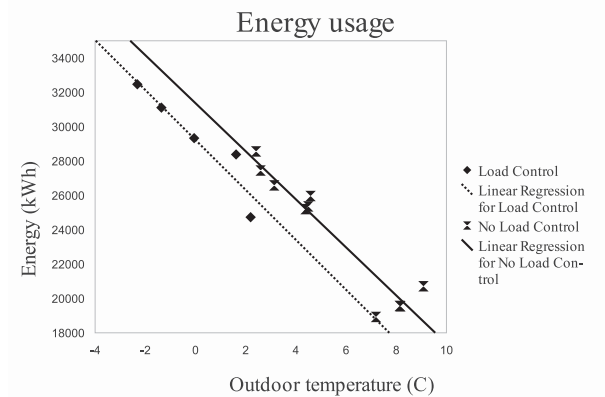 Energy usage
34000
32000
30000
28000
26000
24000
22000
20000
18000
-4
-2
0
2
4
6
8
10
Energy (kWh)
Outdoor temperature (C)
Load Control
Linear Regression
for Load Control
No Load Control
Linear Regression
for No Load Con-
trol